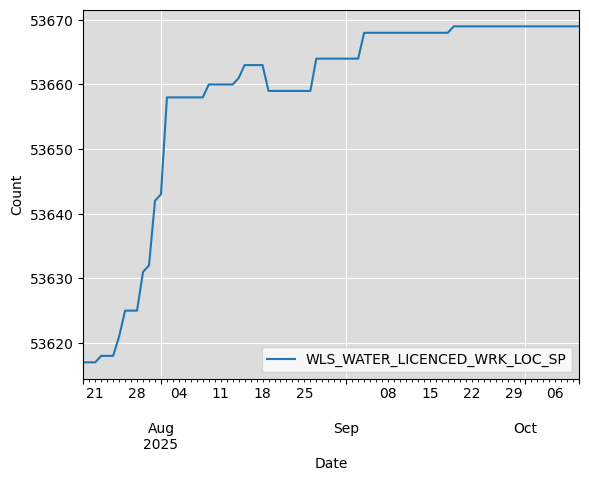 53670
53660
53650
53640
53630
53620
Count
WLS_WATER_LICENCED_WRK_LOC_SP
21 28 04 11 18 25 08 15 22 29 06
Aug Sep Oct
2025
Date